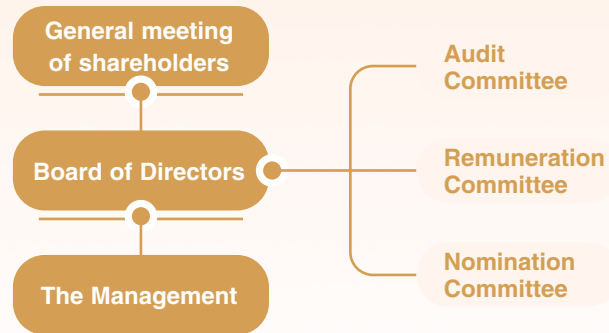 General meeting
of shareholders
Board of Directors
The Management
Audit
Committee
Remuneration
Committee
Nomination
Committee